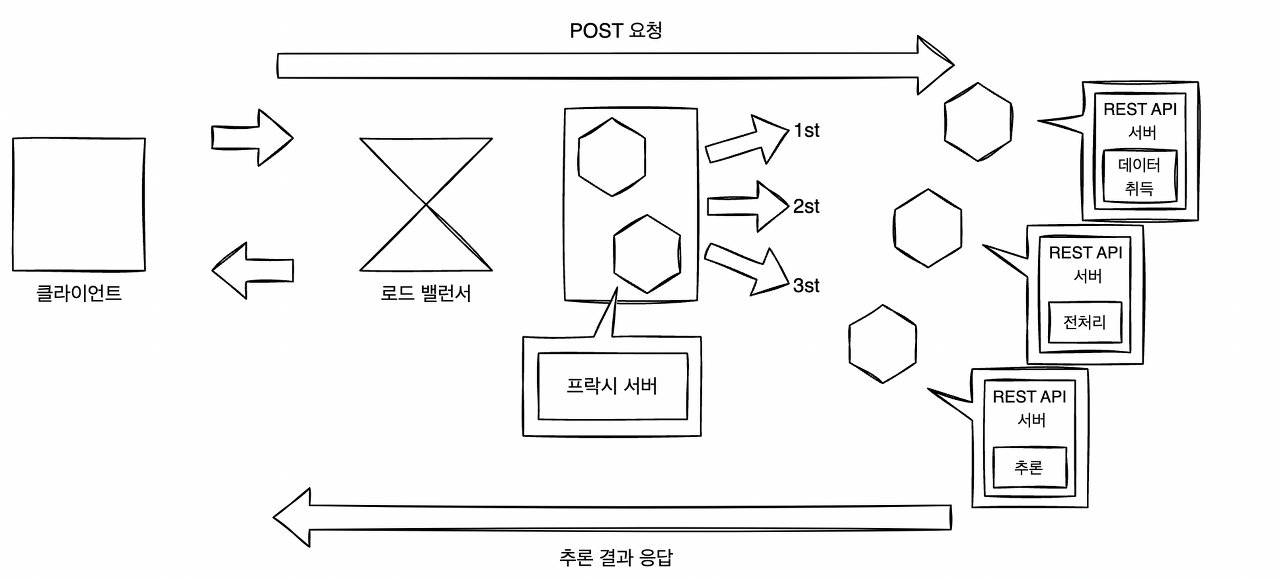 POST 요청
클라이언트
로드 밸런서
프락시 서버
1st
2st
3st
REST API
서버
데이터
취득
REST API
서버
전처리
REST API
서버
추론
추론 결과 응답